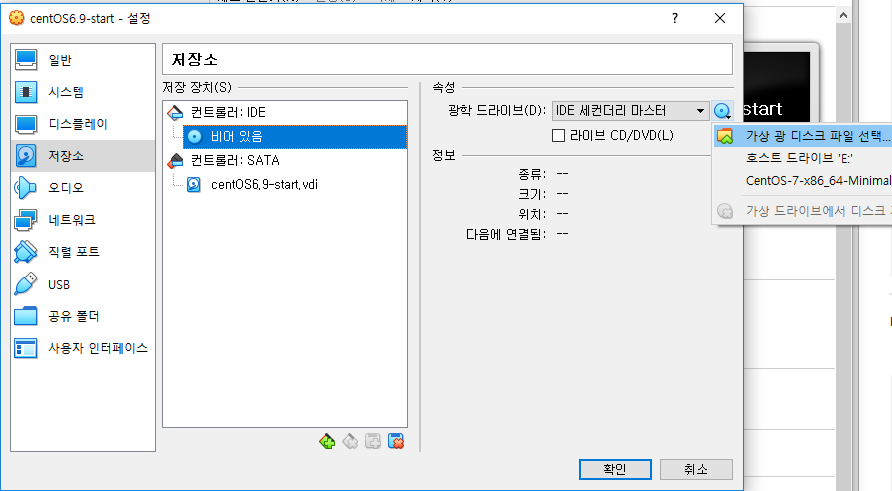 centOS6.9-start - 설정
?
일반
시스템
디스플레이
저장소
오디오
네트워크
직렬 포트
USB
공유 폴더
사용자 인터페이스
저장소
저장 장치(S)
컨트롤러: IDE
비어 있음
컨트롤러: SATA
centOS6.9-start.vdi
속성
광학 드라이브(D): IDE 세컨더리 마스터
라이브 CD/DVD(L)
정보
종류: --
크기: --
위치: --
다음에 연결됨: --
start
가상 광 디스크 파일 선택...
호스트 드라이브 'E:'
CentOS-7-x86_64-Minimal
가상 드라이브에서 디스크
확인
취소